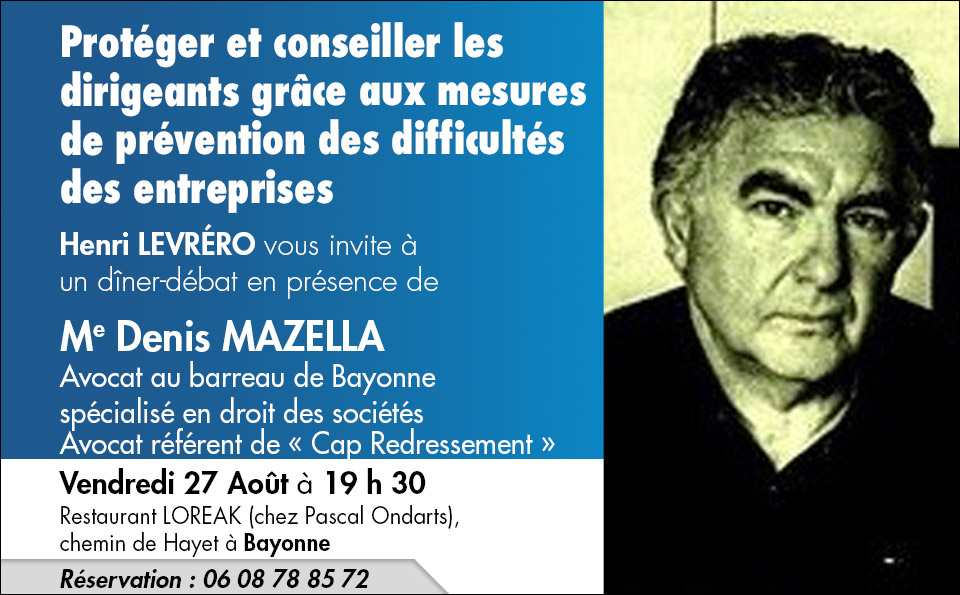 Protéger et conseiller les
dirigeants grâce aux mesures
de prévention des difficultés
des entreprises
Henri LEVRÉRO vous invite à
un dîner-débat en présence de
Me Denis MAZELLA
Avocat au barreau de Bayonne
spécialisé en droit des sociétés
Avocat référent de « Cap Redressement »
Vendredi 27 Août à 19 h 30
Restaurant LOREAK (chez Pascal Ondarts),
chemin de Hayet à Bayonne
Réservation : 06 08 78 85 72